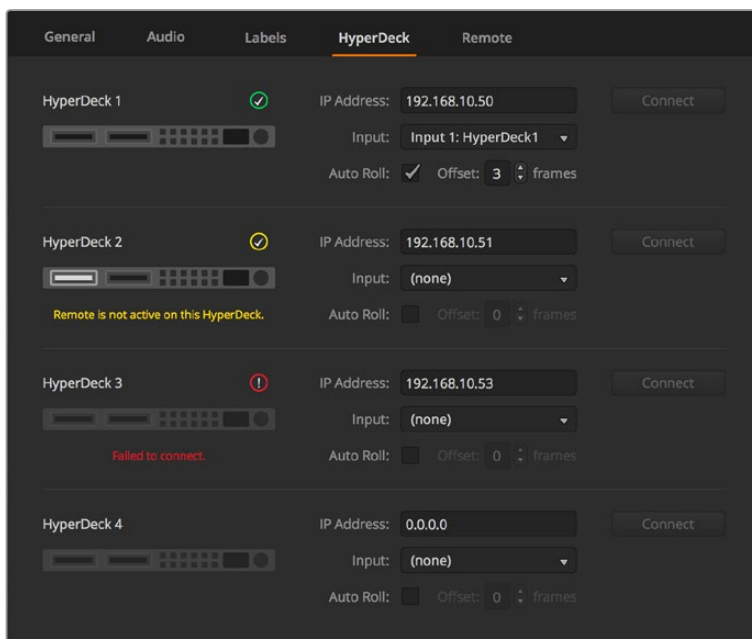 General Audio Labels HyperDeck Remote
HyperDeck 1 IP Address: 192.168.10.50 Connect
Input: Input 1: HyperDeck1
Auto Roll: Offset: 3 frames
HyperDeck 2 IP Address: 192.168.10.51 Connect
Input: (none)
Remote is not active on this HyperDeck. Auto Roll: Offset: 0 frames
HyperDeck 3 IP Address: 192.168.10.53 Connect
Input: (none)
Failed to connect. Auto Roll: Offset: 0 frames
HyperDeck 4 IP Address: 0.0.0.0 Connect
Input: (none)
Auto Roll: Offset: 0 frames